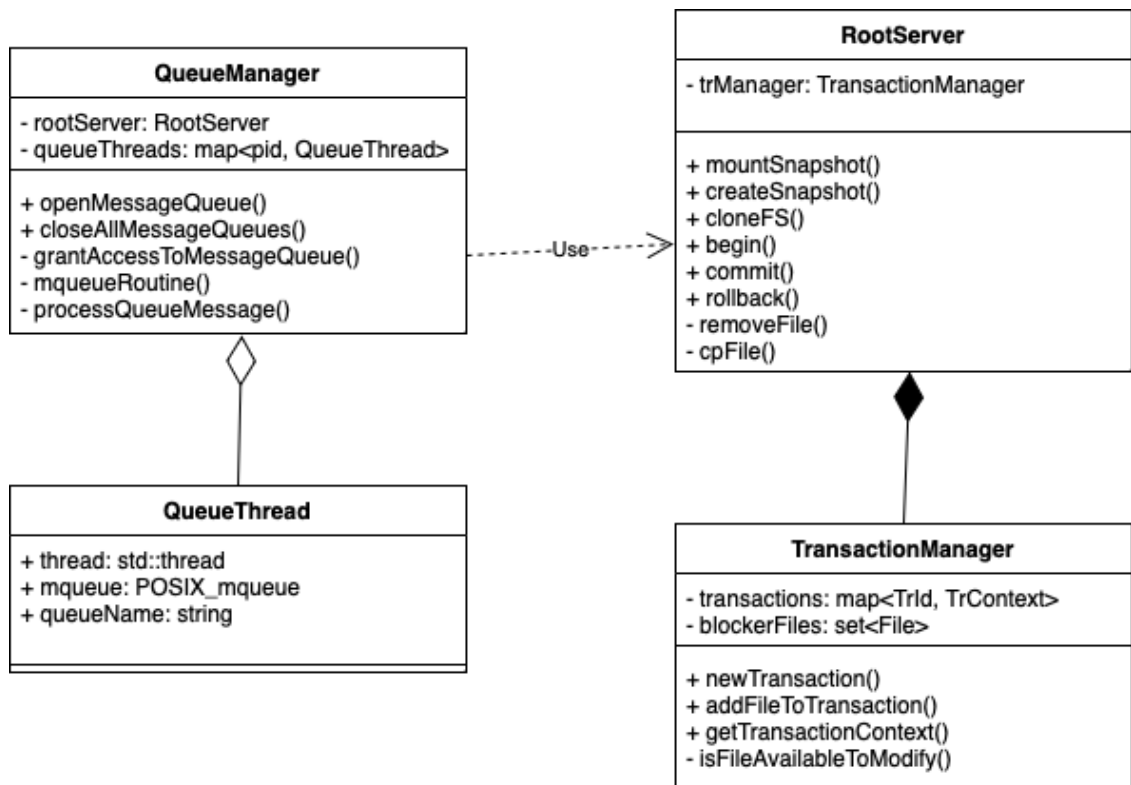 QueueManager
- rootServer: RootServer
- queueThreads: map<pid, QueueThread>
+ openMessageQueue()
+ closeAllMessageQueues()
- grantAccessToMessageQueue()
- mqueueRoutine()
- processQueueMessage()
Use
RootServer
- trManager: TransactionManager
+ mountSnapshot()
+ createSnapshot()
+ cloneFS()
+ begin()
+ commit()
+ rollback()
- removeFile()
- cpFile()
QueueThread
+ thread: std::thread
+ mqueue: POSIX_mqueue
+ queueName: string
TransactionManager
- transactions: map<TrId, TrContext>
- blockerFiles: set<File>
+ newTransaction()
+ addFileToTransaction()
+ getTransactionContext()
- isFileAvailableToModify()